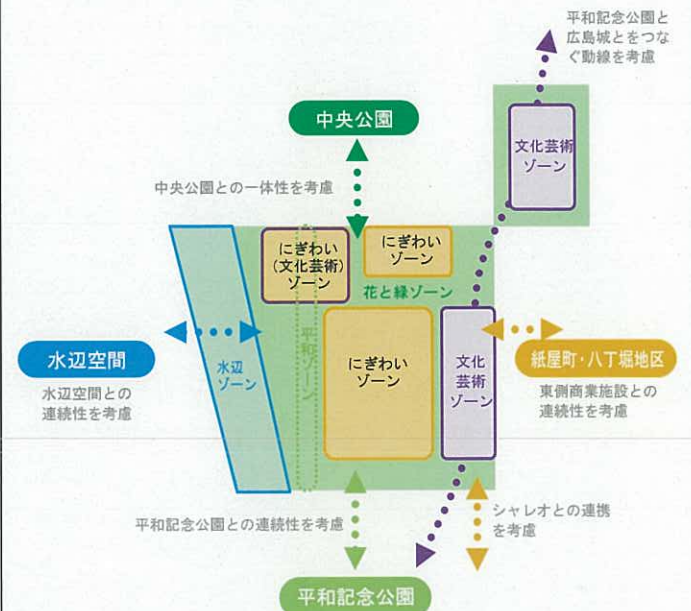 平和記念公園と
広島城とをつな
ぐ動線を考慮
中央公園
文化芸術
ゾーン
中央公園との一体性を考慮
にぎわい
(文化芸術)
ゾーン
にぎわい
ゾーン
花と緑ゾーン
平和ゾーン
水辺空間
水辺空間との
連続性を考慮
水辺
ゾーン
にぎわい
ゾーン
文化
芸術
ゾーン
紙屋町・八丁堀地区
東側商業施設との
連続性を考慮
平和記念公園との連続性を考慮
シャレオとの連携
を考慮
平和記念公園